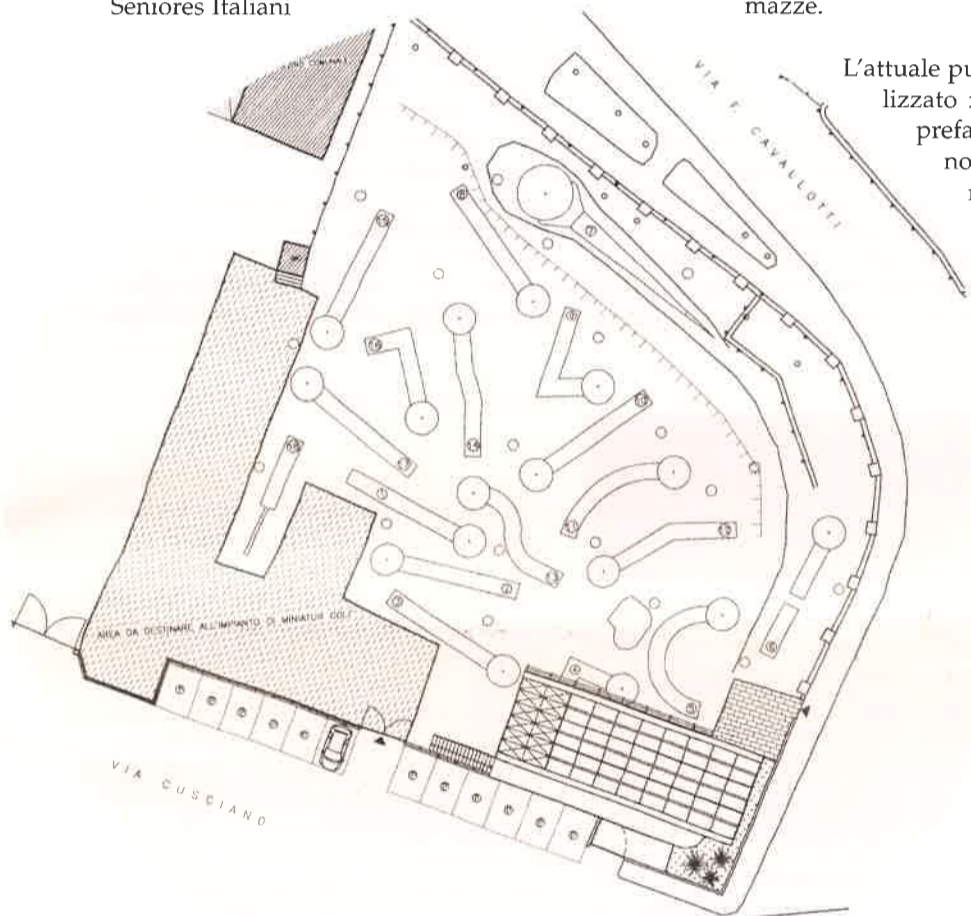 Seniores Italiani
mazze.
L'attuale pu
lizzato
prefa
no
VIA F. CAVALLOTTI
AREA DA DESTINARE ALL'IMPIANTO DI MINIATUR GOLF
VIA CUSCIANO